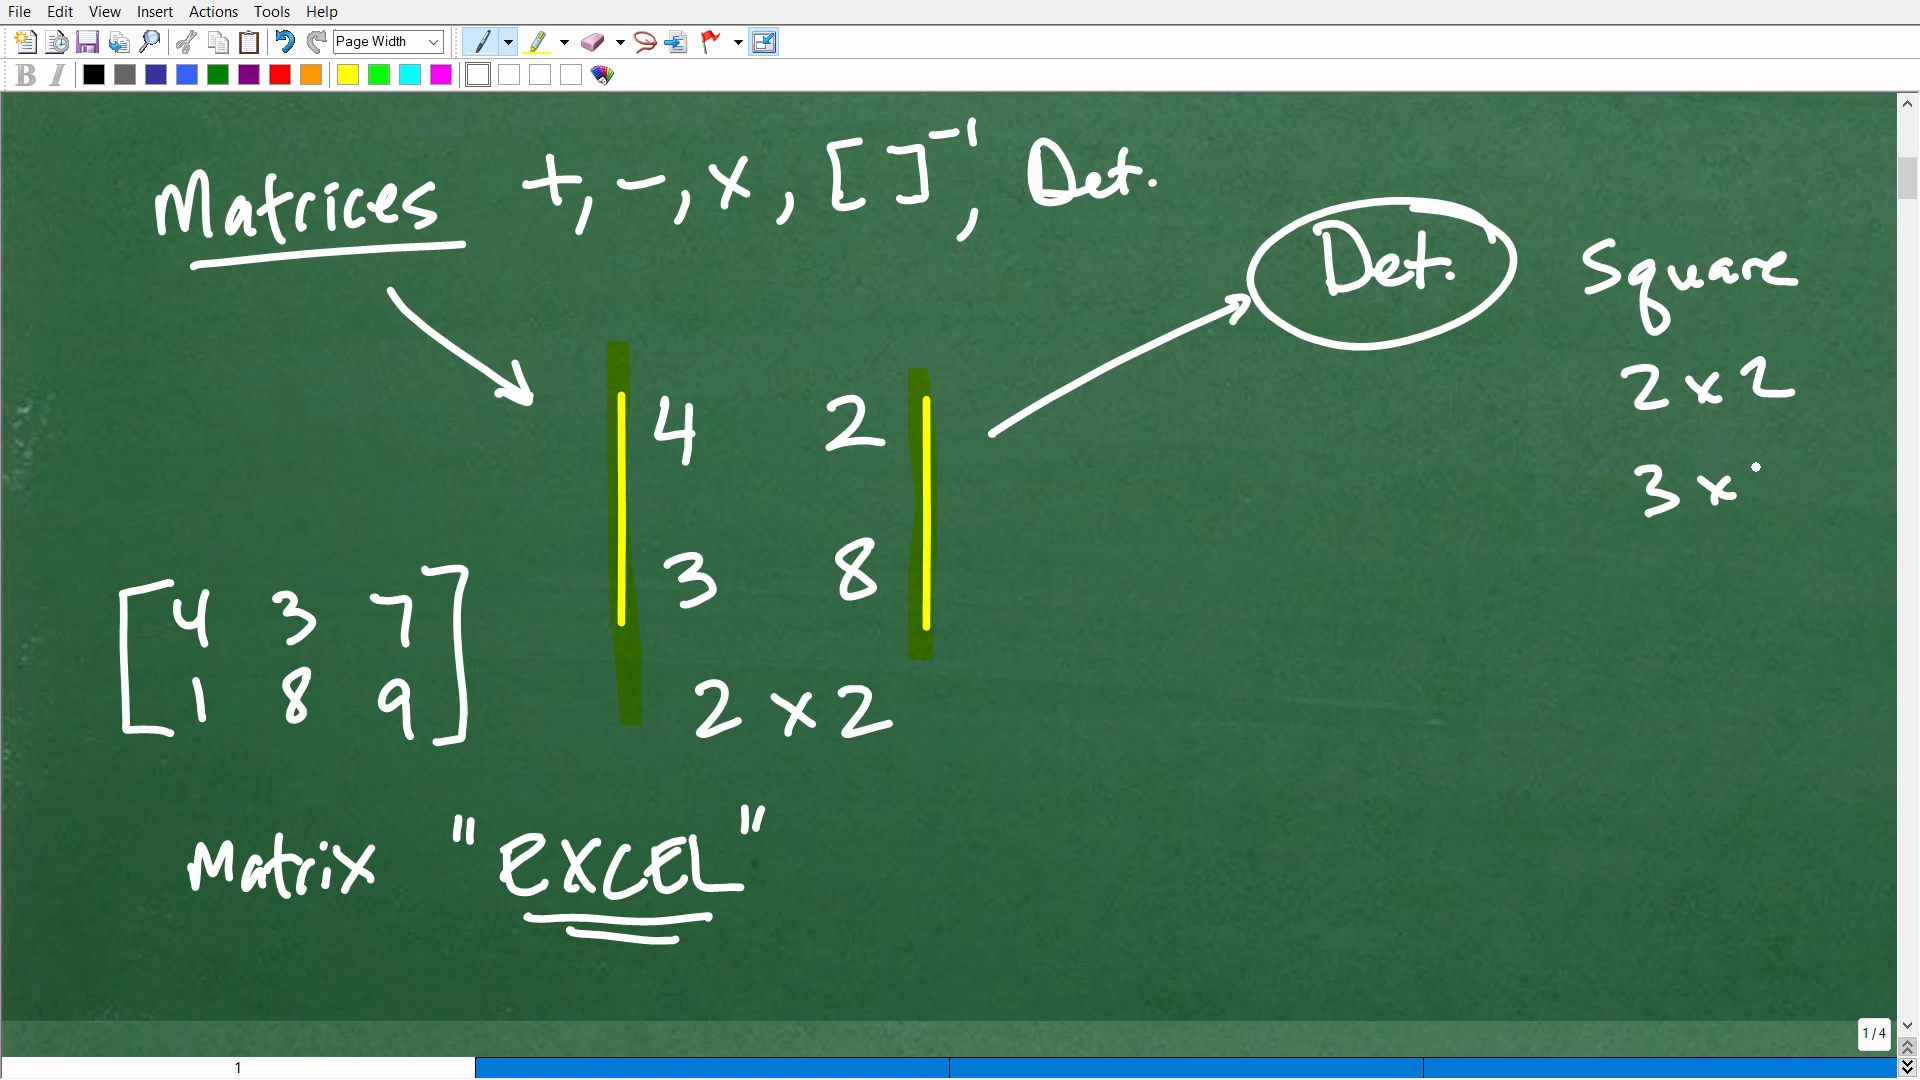 File Edit View Insert Actions Tools Help
Page Width
B I
Matrices +, -, x, [ ]⁻¹, Det.
Det.
Square
2 x 2
3 x
4 2
3 8
2 x 2
4 3 7
1 8 9
Matrix "EXCEL"
1 / 4
1